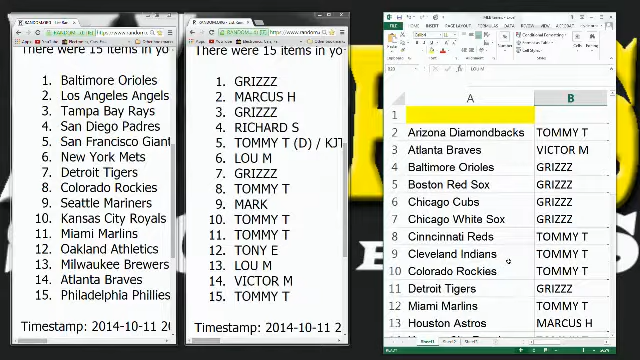 There were 15 items in yo
1. Baltimore Orioles
2. Los Angeles Angels
3. Tampa Bay Rays
4. San Diego Padres
5. San Francisco Giant
6. New York Mets
7. Detroit Tigers
8. Colorado Rockies
9. Seattle Mariners
10. Kansas City Royals
11. Miami Marlins
12. Oakland Athletics
13. Milwaukee Brewers
14. Atlanta Braves
15. Philadelphia Phillies
Timestamp: 2014-10-11 2
There were 15 items in yo
1. GRIZZZ
2. MARCUS H
3. GRIZZZ
4. RICHARD S
5. TOMMY T (D) / KJT
6. LOU M
7. GRIZZZ
8. TOMMY T
9. MARK
10. TOMMY T
11. TOMMY T
12. TONY E
13. LOU M
14. VICTOR M
15. TOMMY T
Timestamp: 2014-10-11 20
LOU M
A B
1
2 Arizona Diamondbacks TOMMY T
3 Atlanta Braves VICTOR M
4 Baltimore Orioles GRIZZZ
5 Boston Red Sox GRIZZZ
6 Chicago Cubs GRIZZZ
7 Chicago White Sox GRIZZZ
8 Cinncinati Reds TOMMY T
9 Cleveland Indians TOMMY T
10 Colorado Rockies TOMMY T
11 Detroit Tigers GRIZZZ
12 Miami Marlins TOMMY T
13 Houston Astros MARCUS H
Sheet1 Sheet2 Sheet3